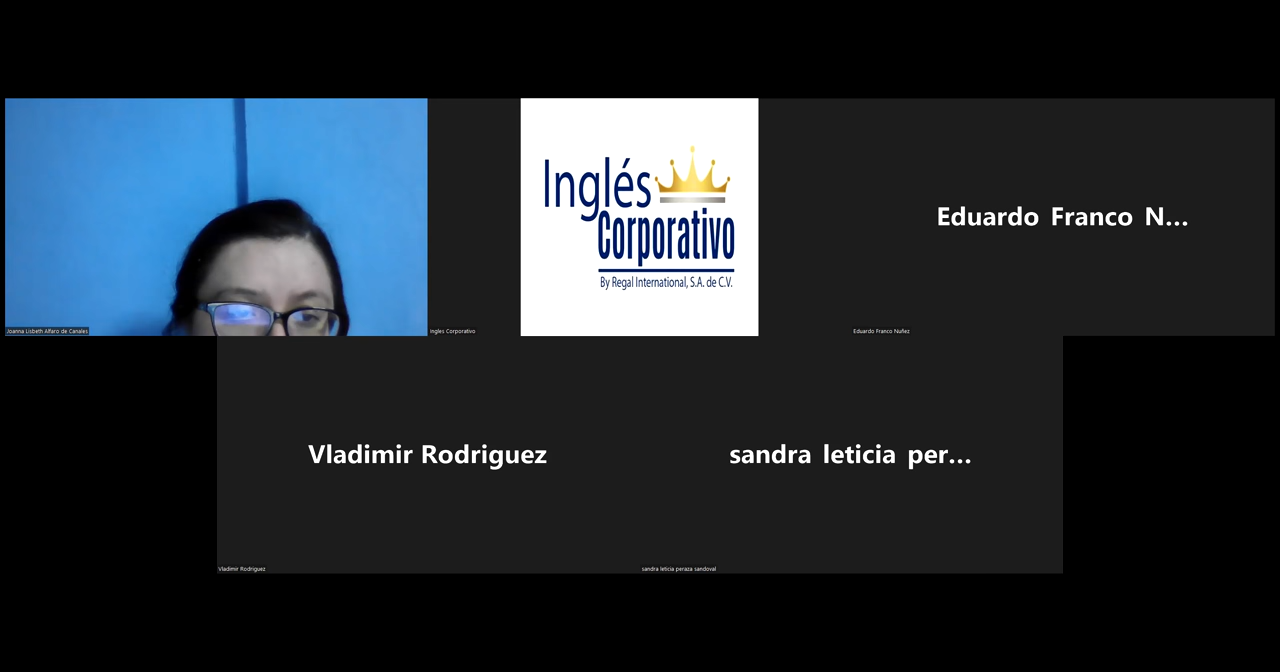 Joanna Lisbeth Alfaro de Canales
Inglés
Corporativo
By Regal International, S.A. de C.V.
Ingles Corporativo
Eduardo Franco N...
Eduardo Franco Nuñez
Vladimir Rodriguez
Vladimir Rodriguez
sandra leticia per...
sandra leticia peraza sandoval